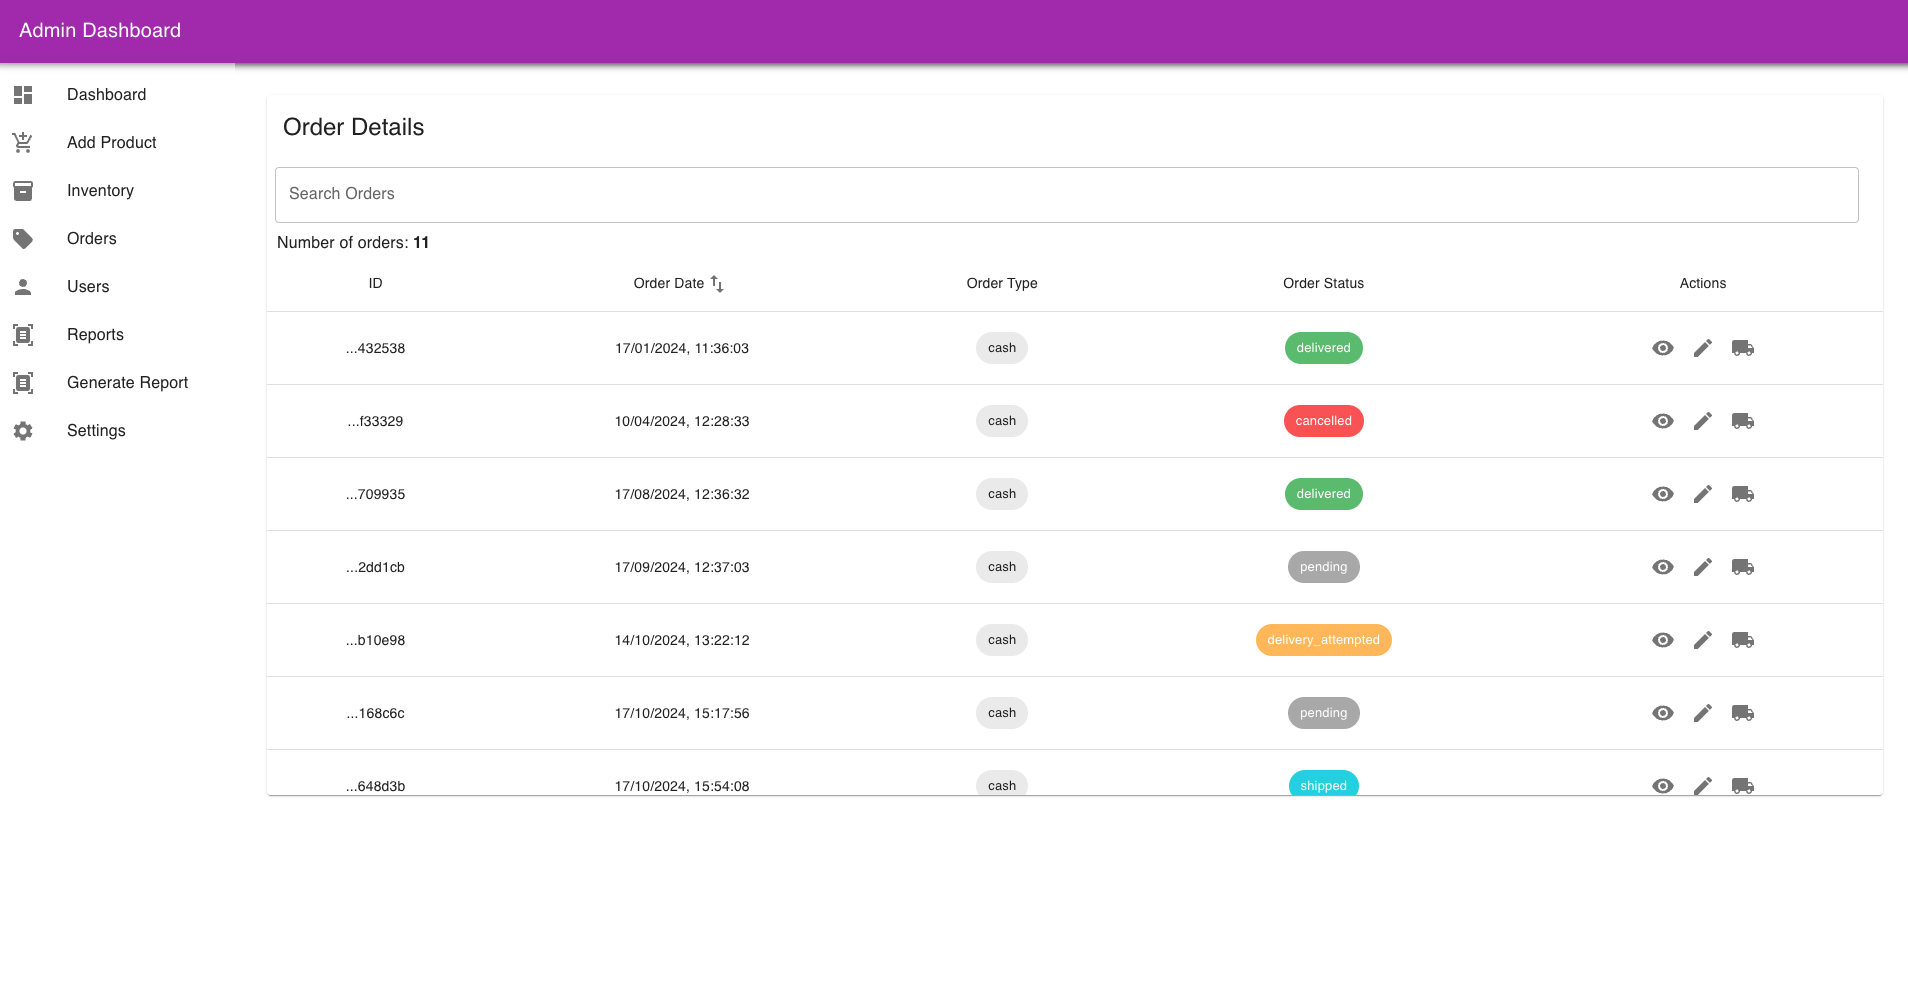 Admin Dashboard
Dashboard
Add Product
Inventory
Orders
Users
Reports
Generate Report
Settings
Order Details
Search Orders
Number of orders: 11
ID Order Date Order Type Order Status Actions
...432538 17/01/2024, 11:36:03 cash delivered
...f33329 10/04/2024, 12:28:33 cash cancelled
...709935 17/08/2024, 12:36:32 cash delivered
...2dd1cb 17/09/2024, 12:37:03 cash pending
...b10e98 14/10/2024, 13:22:12 cash delivery_attempted
...168c6c 17/10/2024, 15:17:56 cash pending
...648d3b 17/10/2024, 15:54:08 cash shipped